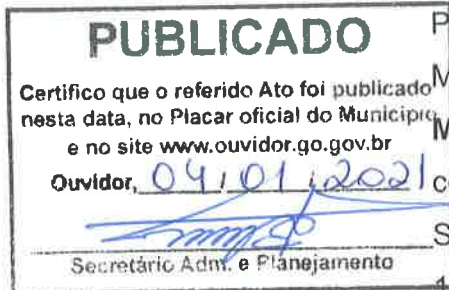 PUBLICADO
Certifico que o referido Ato foi publicado
nesta data, no Placar oficial do Município
e no site www.ouvidor.go.gov.br
Ouvidor, 04/01/2021
Secretário Adm. e Planejamento
P
M
M
c
S